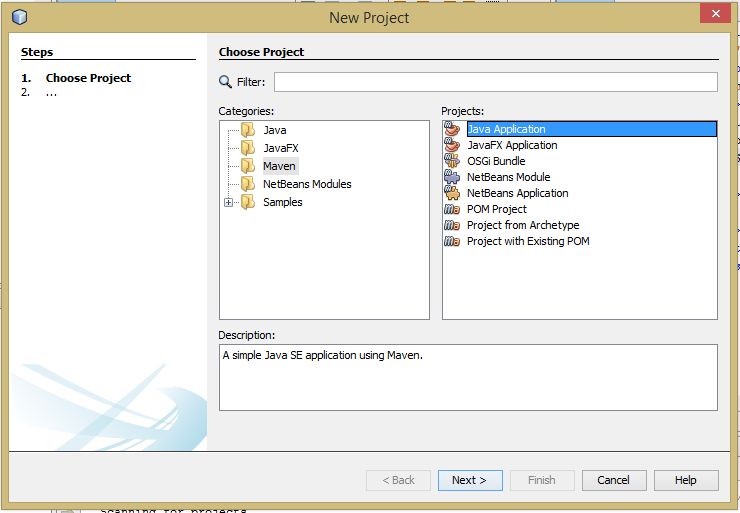 New Project
Steps
1. Choose Project
2. ...
Choose Project
Filter:
Categories:
Java
JavaFX
Maven
NetBeans Modules
Samples
Projects:
Java Application
JavaFX Application
OSGi Bundle
NetBeans Module
NetBeans Application
POM Project
Project from Archetype
Project with Existing POM
Description:
A simple Java SE application using Maven.
< Back
Next >
Finish
Cancel
Help
Scanning for projects